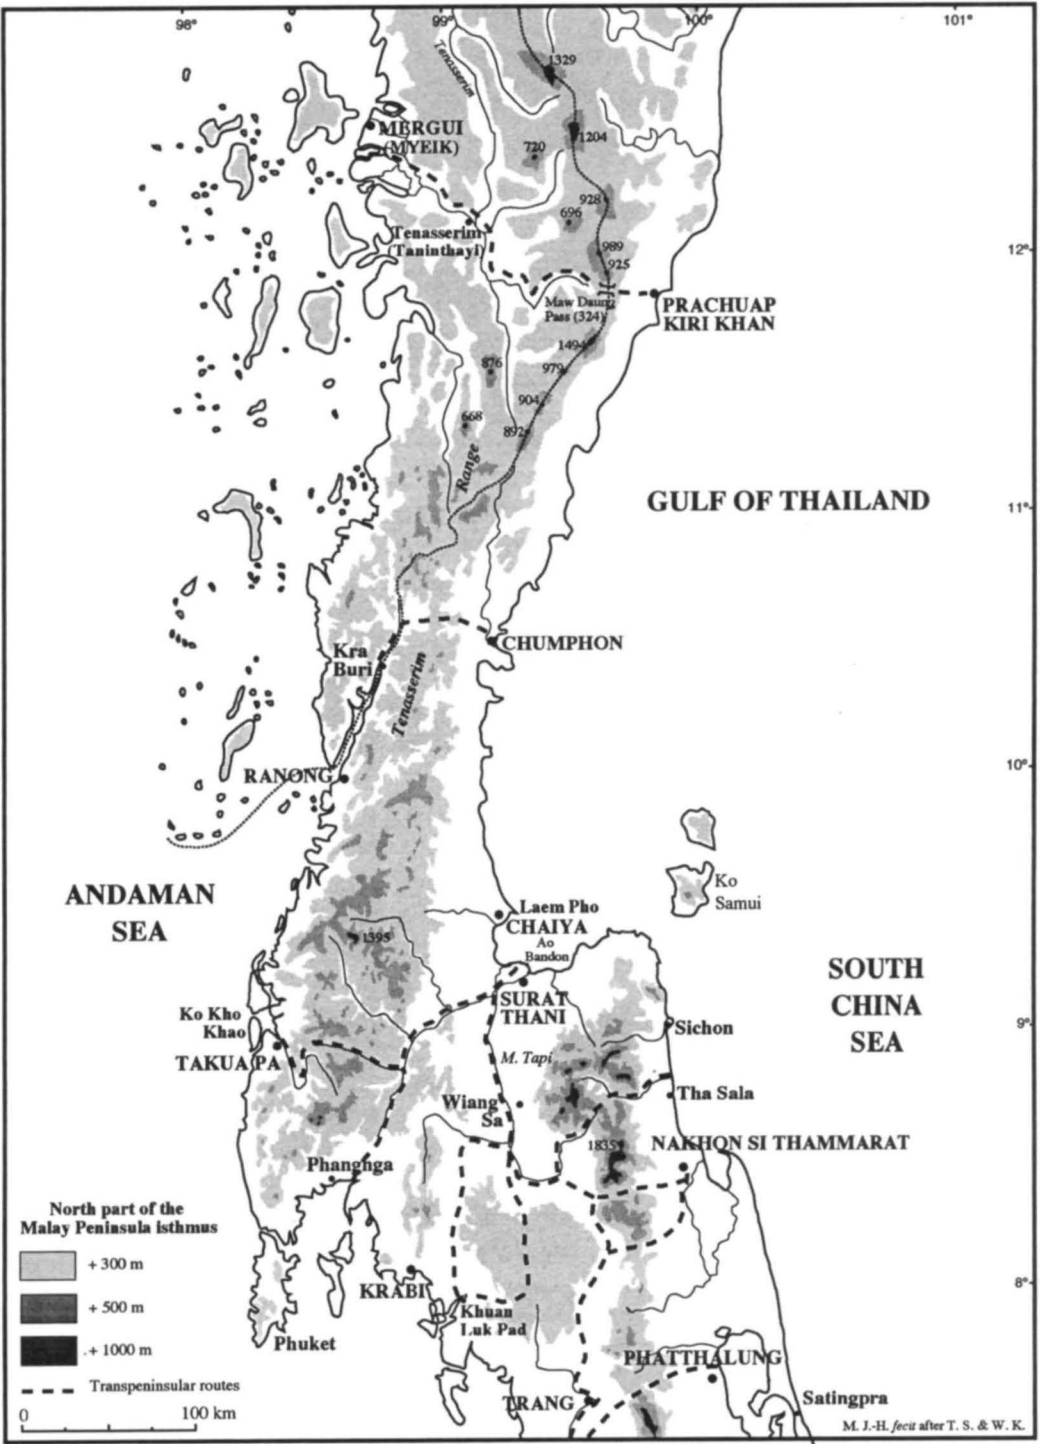 98°
99°
100°
101°
Tenasserim
1329
MERGUI
(MYEIK)
1204
720
928
696
Tenasserim
(Taninthayi)
989
12°
925
Maw Daung
Pass (324)
PRACHUAP
KIRI KHAN
1494
876
979
904
668
892
Range
GULF OF THAILAND
11°
Kra
Buri
CHUMPHON
Tenasserim
RANONG
10°
ANDAMAN
SEA
Ko
Samui
Laem Pho
CHAIYA
Ao
Bandon
1395
SOUTH
CHINA
SEA
SURAT
THANI
Ko Kho
Khao
Sichon
9°
TAKUA PA
M. Tapi
Wiang
Sa
Tha Sala
1835
NAKHON SI THAMMARAT
Phangnga
North part of the
Malay Peninsula isthmus
+ 300 m
+ 500 m
+ 1000 m
Transpeninsular routes
0
100 km
8°
KRABI
Khuan
Luk Pad
Phuket
PHATTHALUNG
TRANG
Satingpra
M. J.-H. fecit after T. S. & W. K.